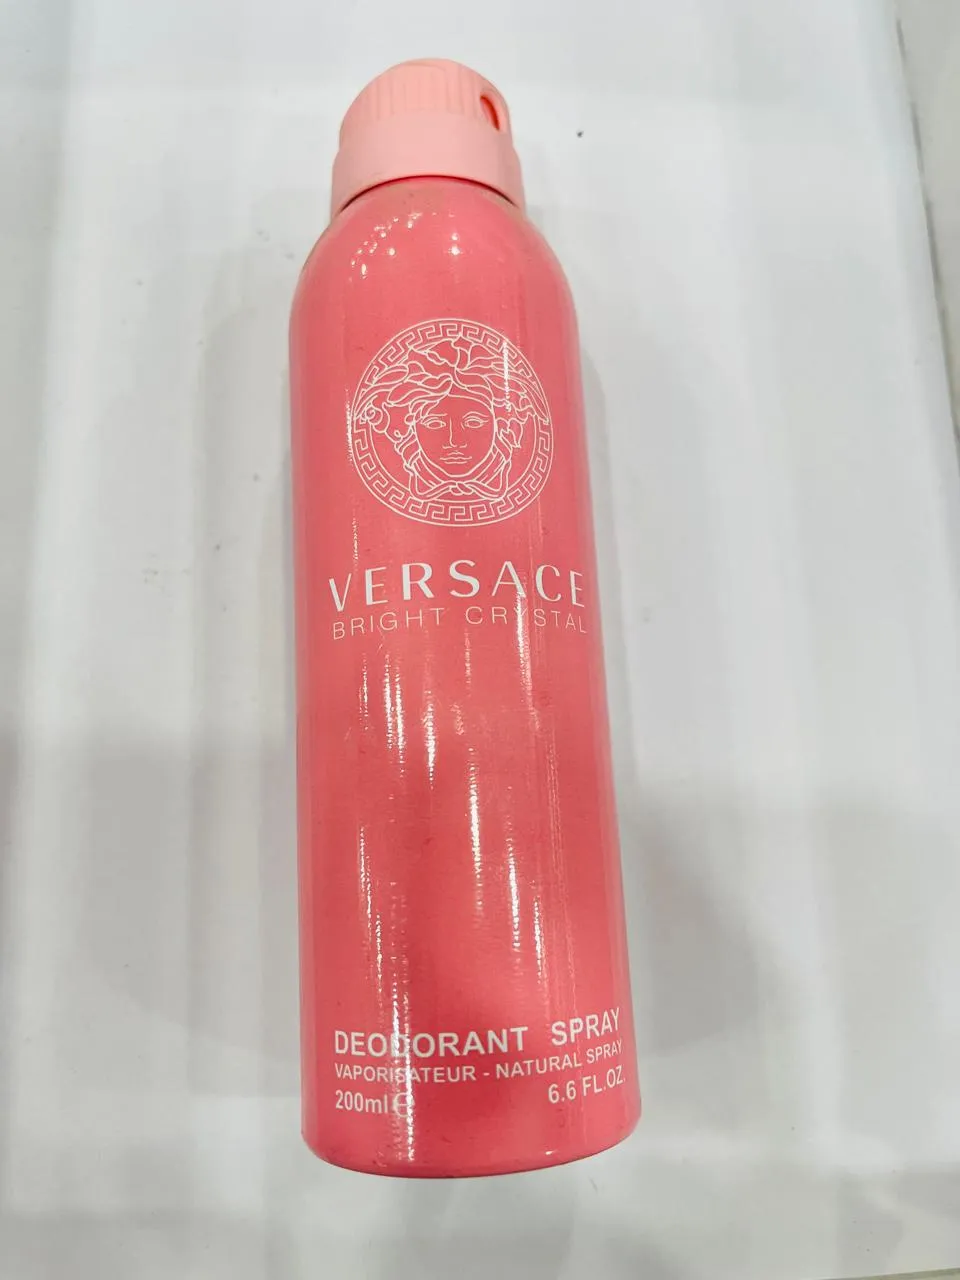 VERSACE
BRIGHT CRYSTAL
DEODORANT SPRAY
VAPORISATEUR - NATURAL SPRAY
200ml 6.6 FL.OZ.